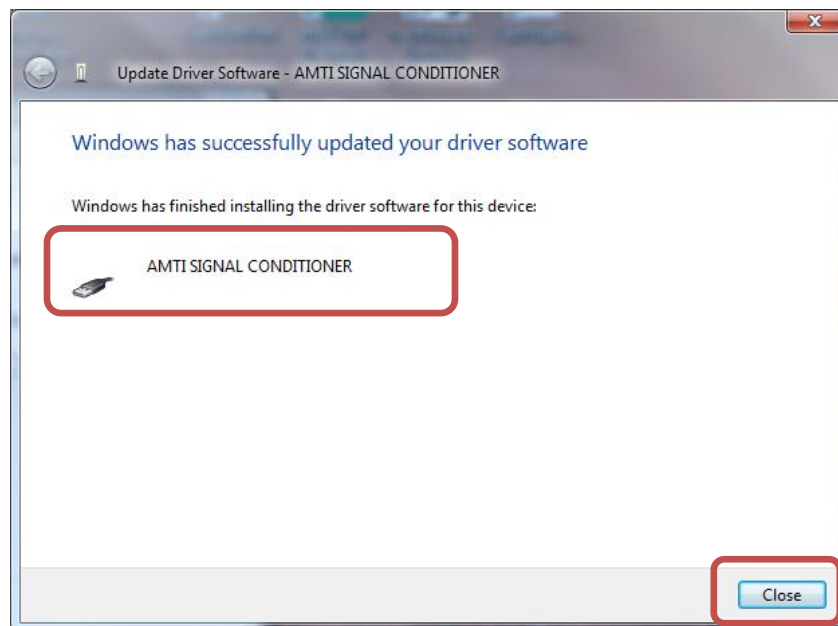 Update Driver Software - AMTI SIGNAL CONDITIONER
Windows has successfully updated your driver software
Windows has finished installing the driver software for this device:
AMTI SIGNAL CONDITIONER
Close